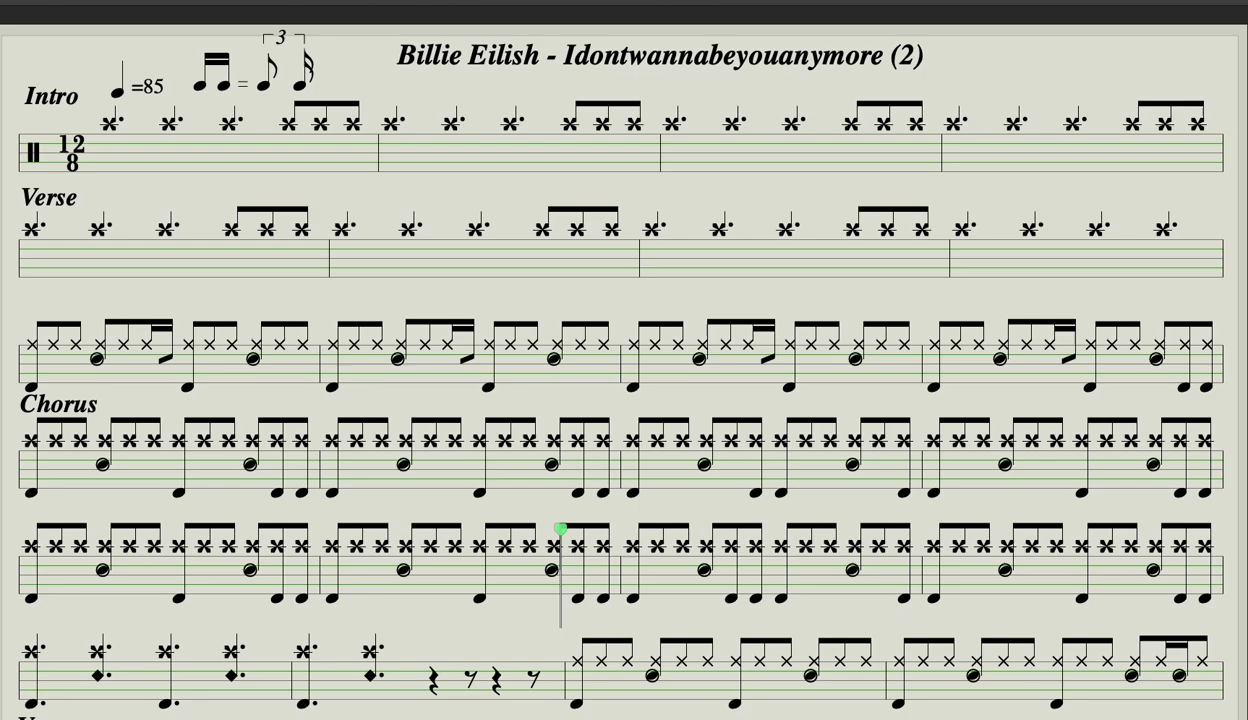 3
Billie Eilish - Idontwannabeyouanymore (2)
=85 =
Intro
12
8
Verse
Chorus